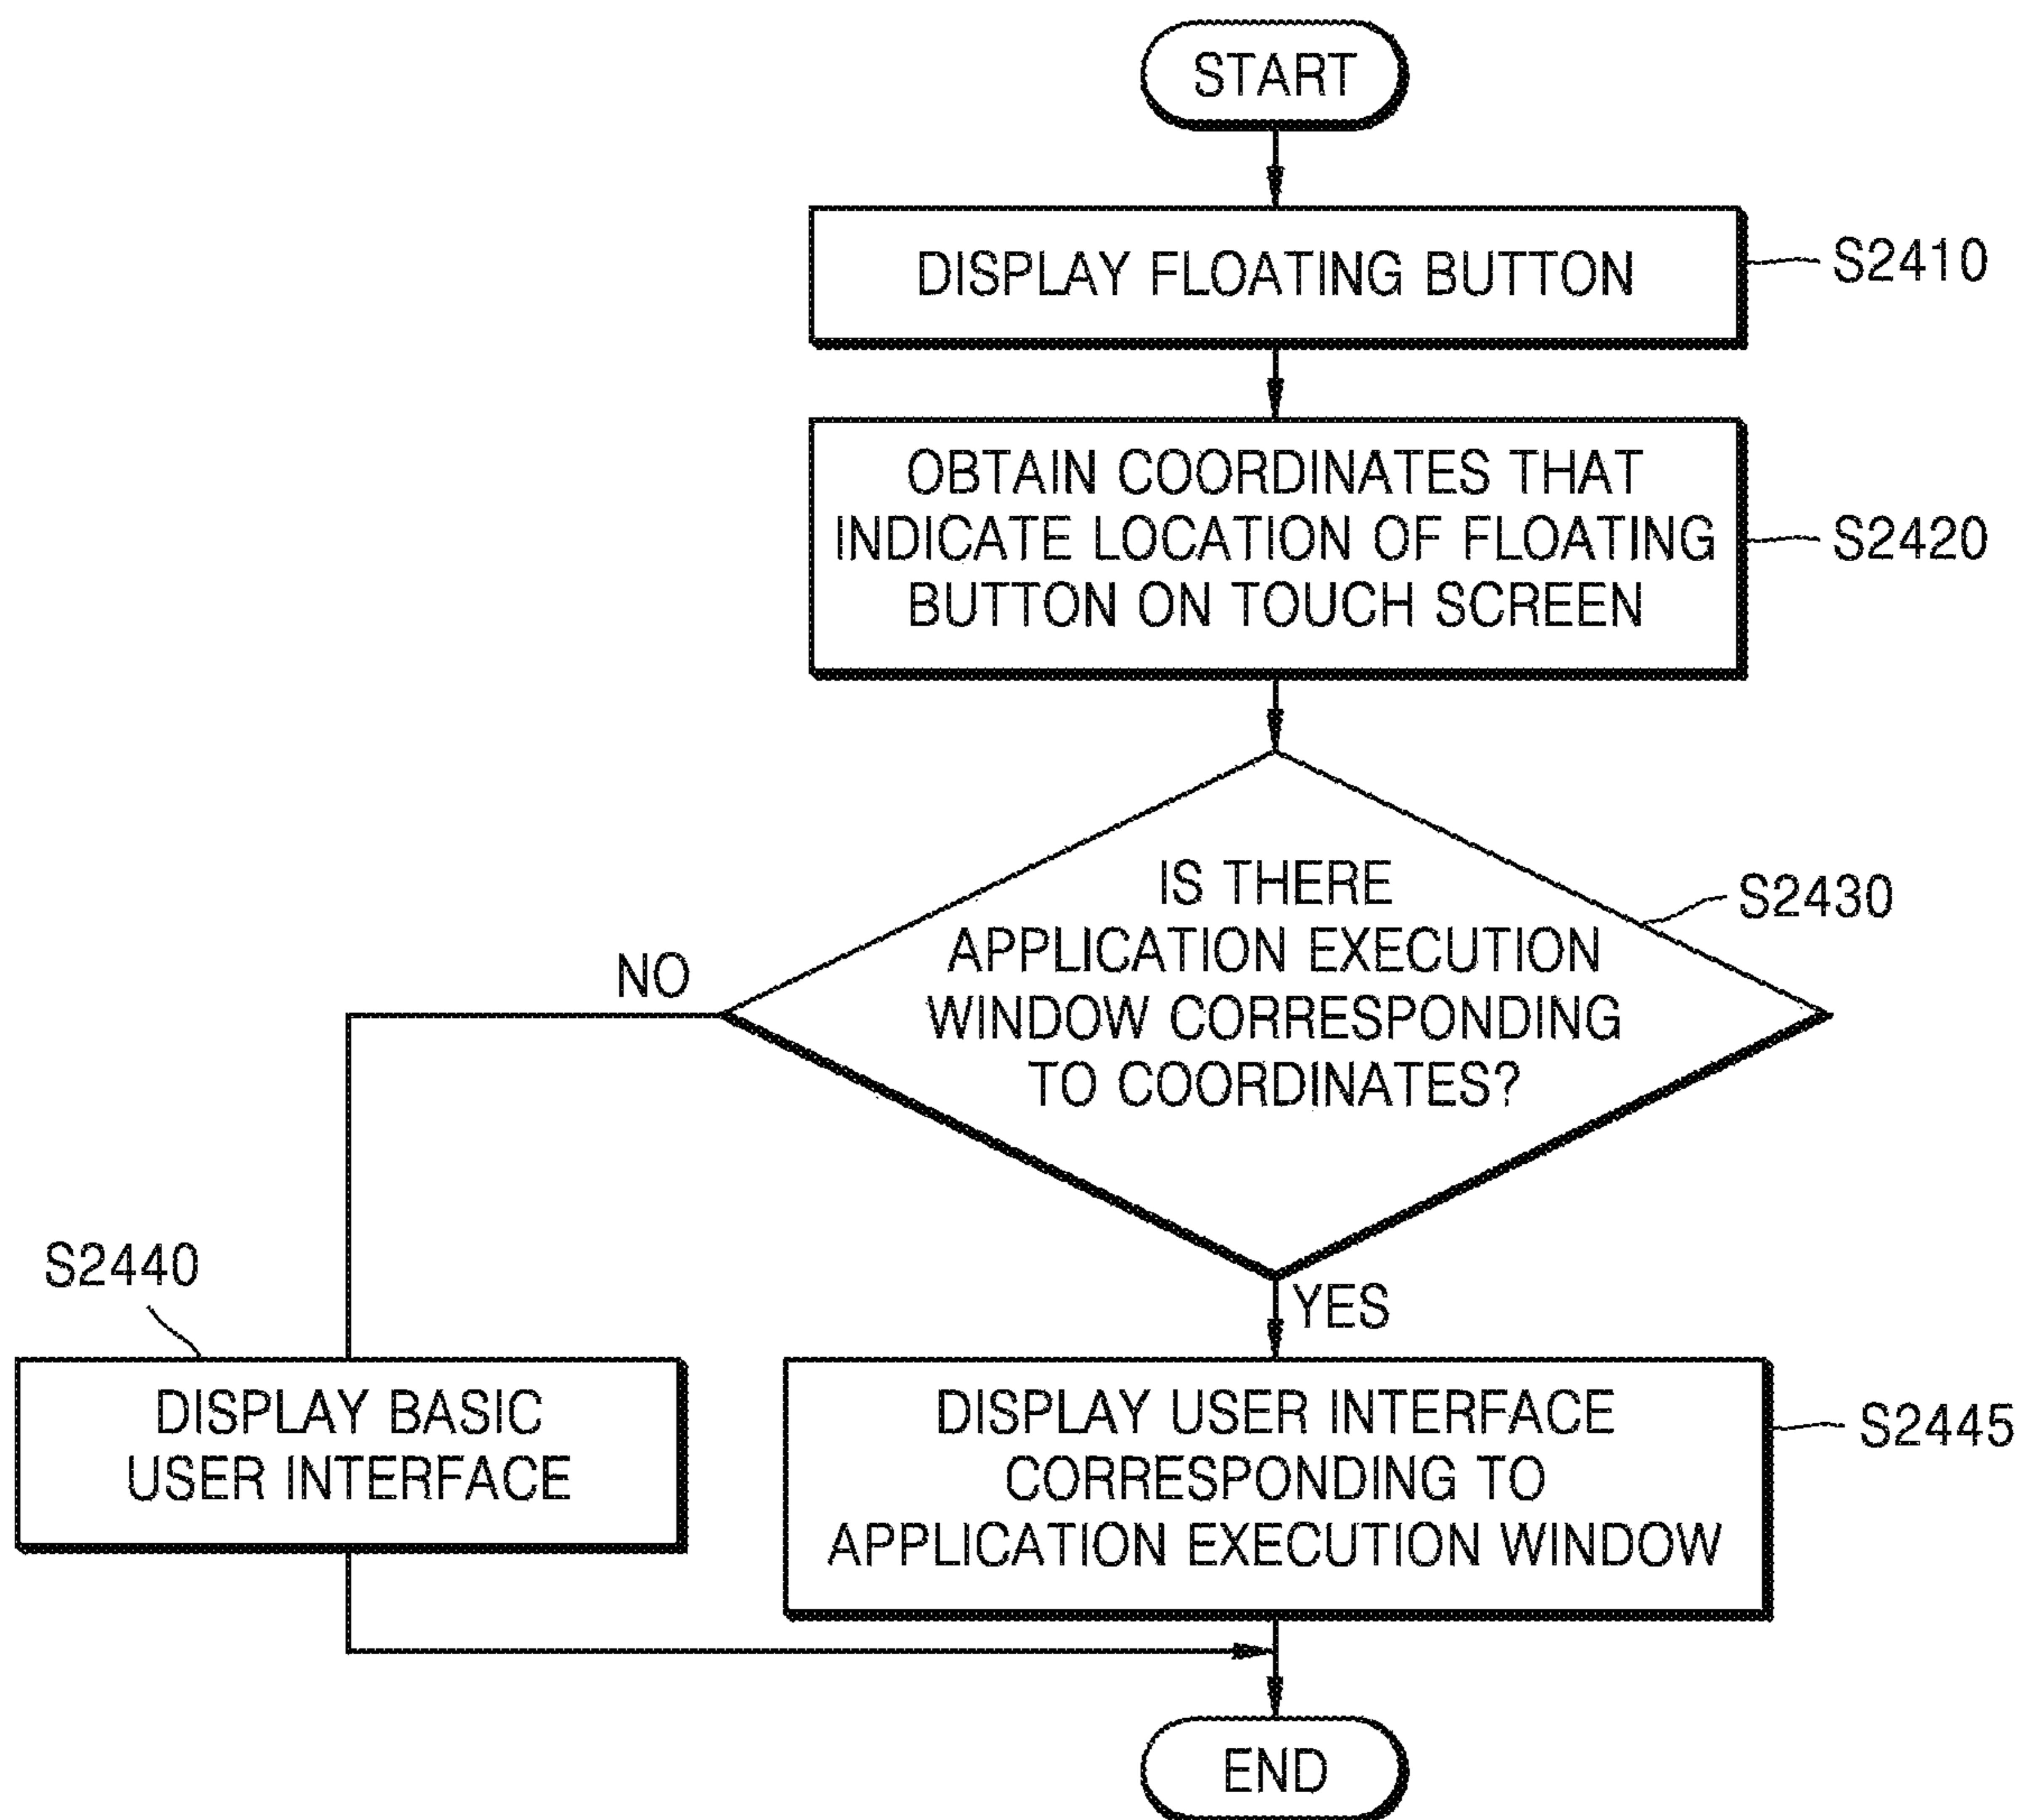 START
DISPLAY FLOATING BUTTON
S2410
OBTAIN COORDINATES THAT
INDICATE LOCATION OF FLOATING
BUTTON ON TOUCH SCREEN
S2420
IS THERE
APPLICATION EXECUTION
WINDOW CORRESPONDING
TO COORDINATES?
S2430
NO
YES
S2440
DISPLAY BASIC
USER INTERFACE
DISPLAY USER INTERFACE
CORRESPONDING TO
APPLICATION EXECUTION WINDOW
S2445
END